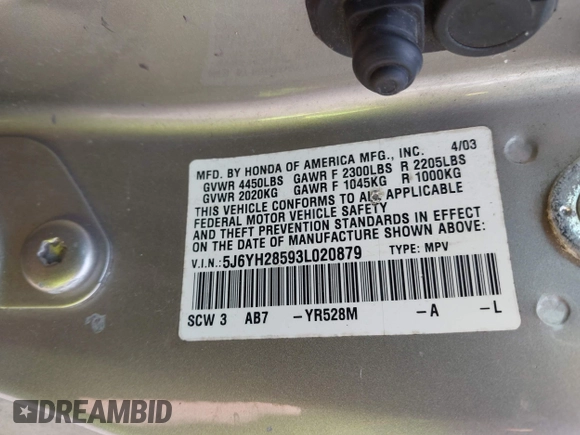 MFD. BY HONDA OF AMERICA MFG., INC. 4/03
GVWR 4450LBS GAWR F 2300LBS R 2205LBS
GVWR 2020KG GAWR F 1045KG R 1000KG
THIS VEHICLE CONFORMS TO ALL APPLICABLE
FEDERAL MOTOR VEHICLE SAFETY
AND THEFT PREVENTION STANDARDS IN EFFECT
ON THE DATE OF MANUFACTURE SHOWN ABOVE:
V.I.N.: 5J6YH28593L020879 TYPE: MPV
SCW 3 AB7 -YR528M -A -L
DREAMBID